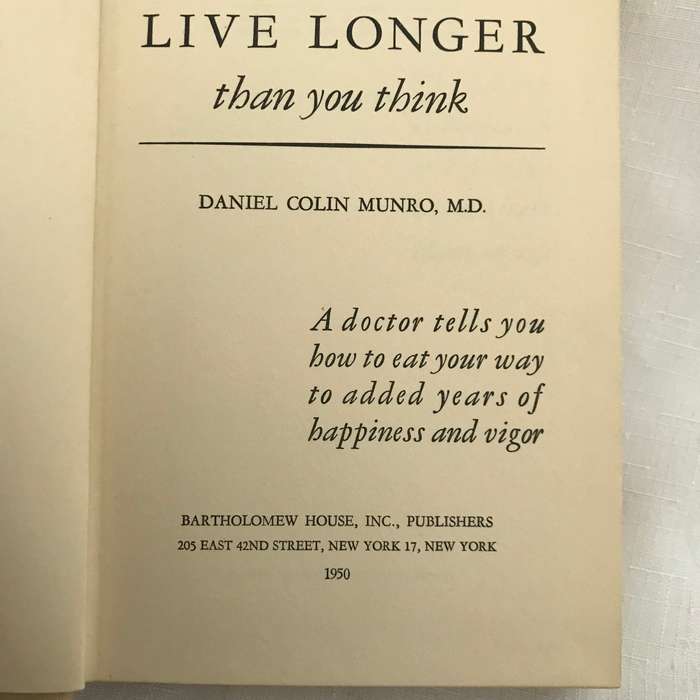 LIVE LONGER
than you think
DANIEL COLIN MUNRO, M.D.
A doctor tells you
how to eat your way
to added years of
happiness and vigor
BARTHOLOMEW HOUSE, INC., PUBLISHERS
205 EAST 42ND STREET, NEW YORK 17, NEW YORK
1950